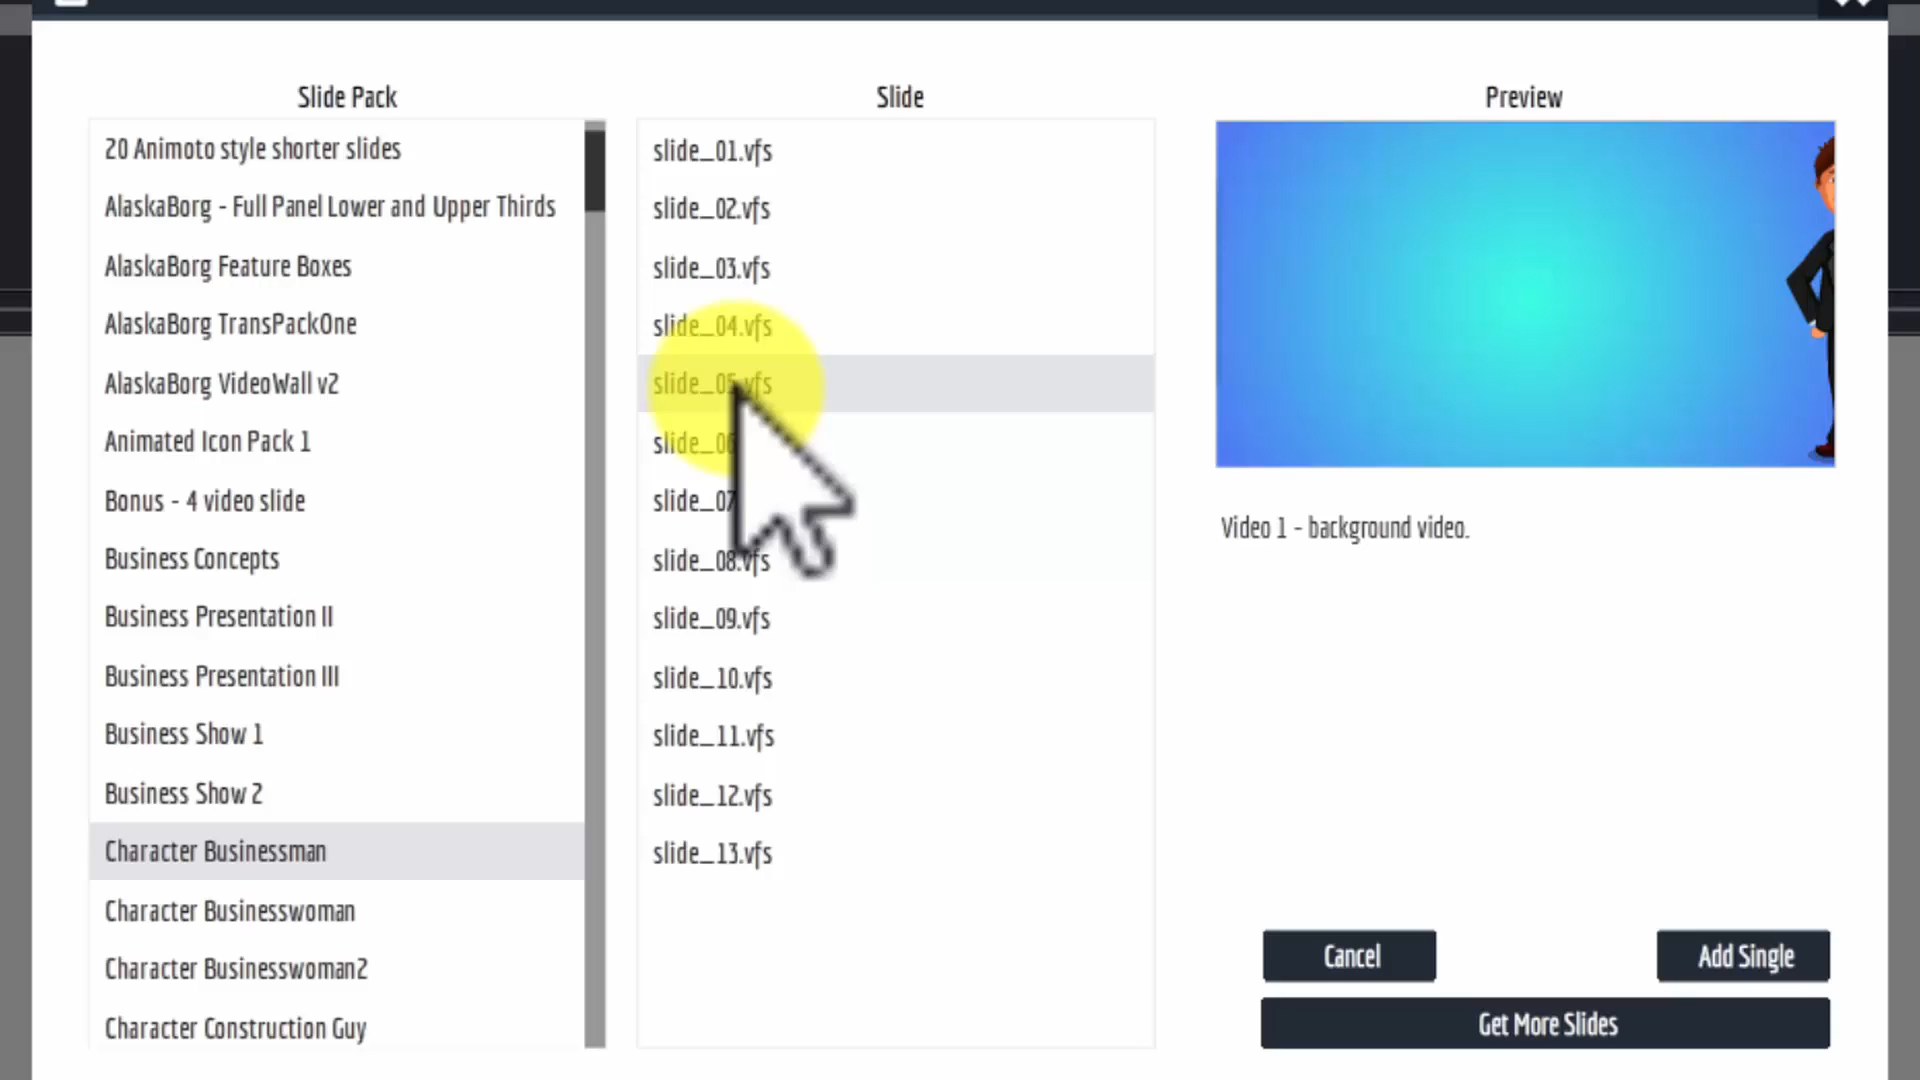 Slide Pack
20 Animoto style shorter slides
AlaskaBorg - Full Panel Lower and Upper Thirds
AlaskaBorg Feature Boxes
AlaskaBorg TransPackOne
AlaskaBorg VideoWall v2
Animated Icon Pack 1
Bonus - 4 video slide
Business Concepts
Business Presentation II
Business Presentation III
Business Show 1
Business Show 2
Character Businessman
Character Businesswoman
Character Businesswoman2
Character Construction Guy
Slide
slide_01.vfs
slide_02.vfs
slide_03.vfs
slide_04.vfs
slide_05.vfs
slide_06
slide_07
slide_08.vfs
slide_09.vfs
slide_10.vfs
slide_11.vfs
slide_12.vfs
slide_13.vfs
Preview
Video 1 - background video.
Cancel
Add Single
Get More Slides